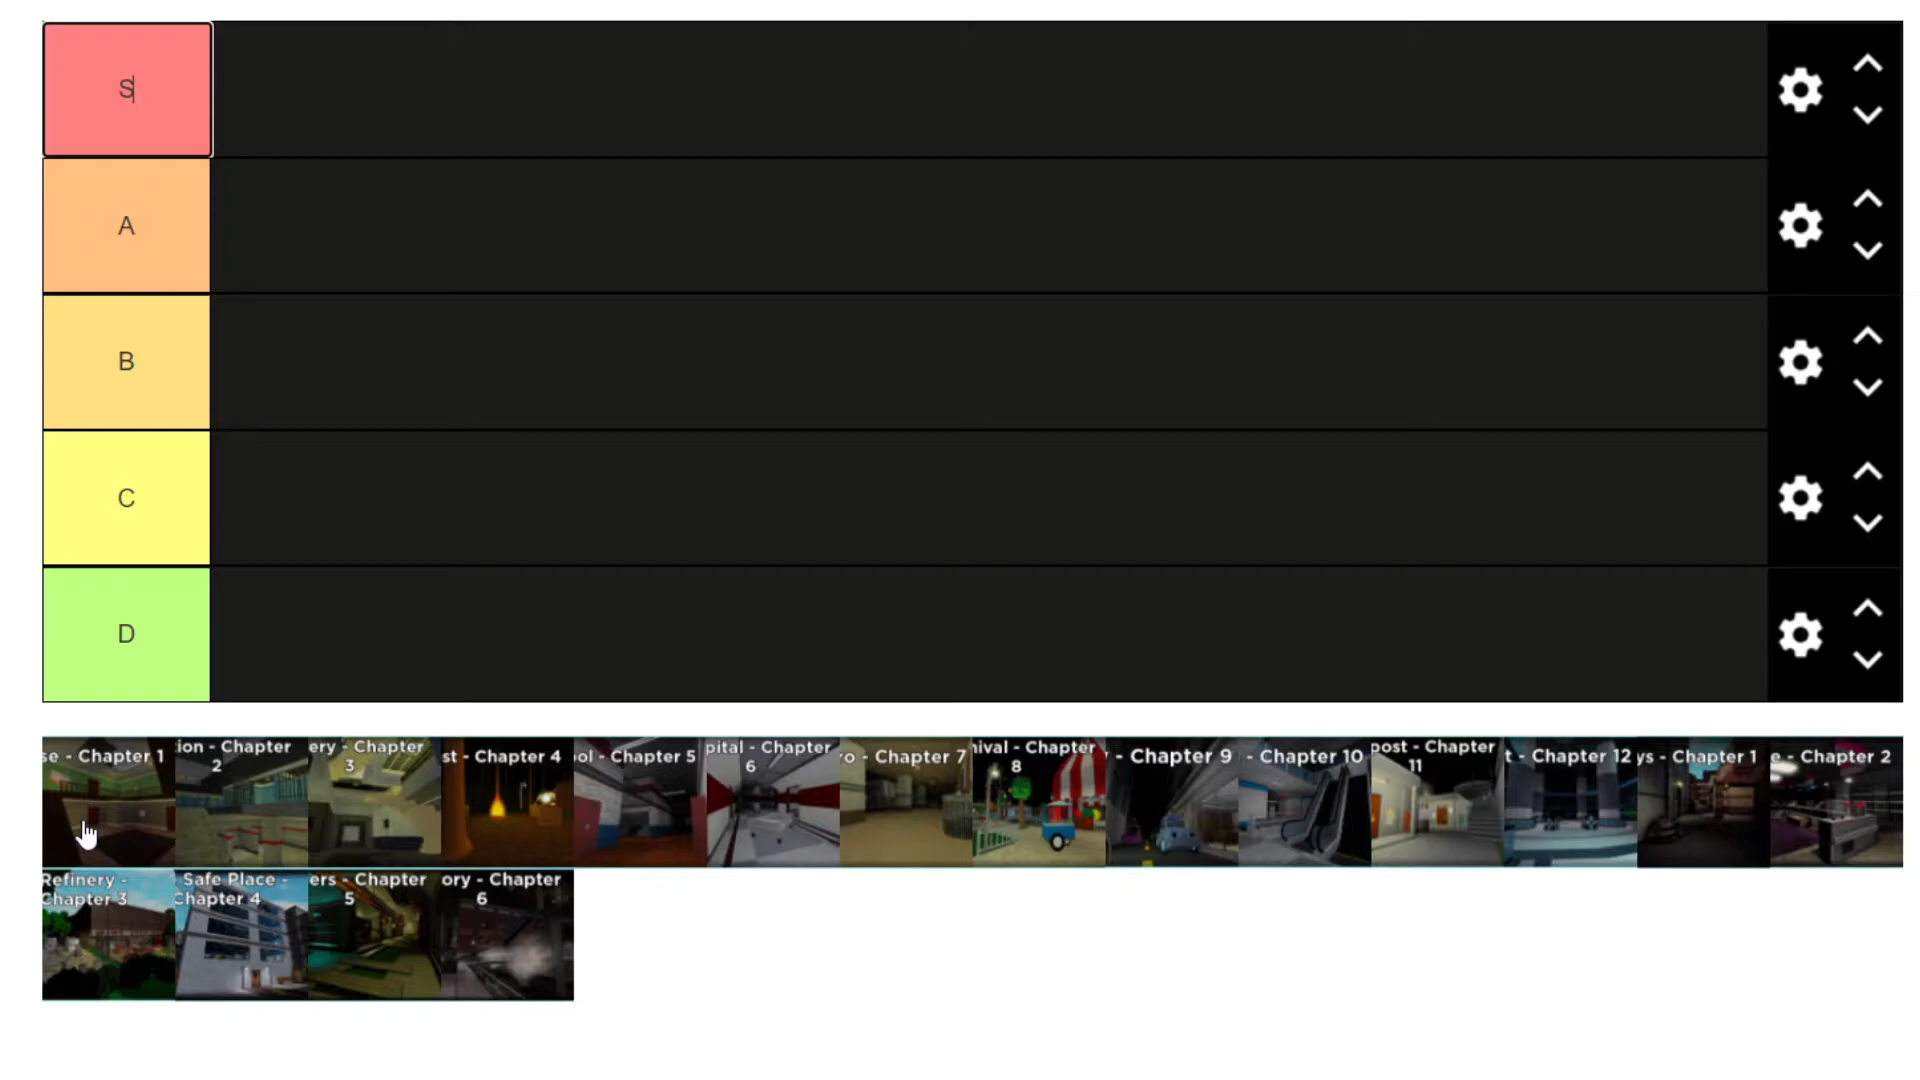 S
A
B
C
D
se - Chapter 1
ion - Chapter
2
ery - Chapter
3
st - Chapter 4
ol - Chapter 5
pital - Chapter
6
ro - Chapter 7
nival - Chapter
8
- Chapter 9
- Chapter 10
post - Chapter
11
t - Chapter 12
ys - Chapter 1
e - Chapter 2
Refinery -
Chapter 3
Safe Place -
Chapter 4
ers - Chapter
5
ory - Chapter
6